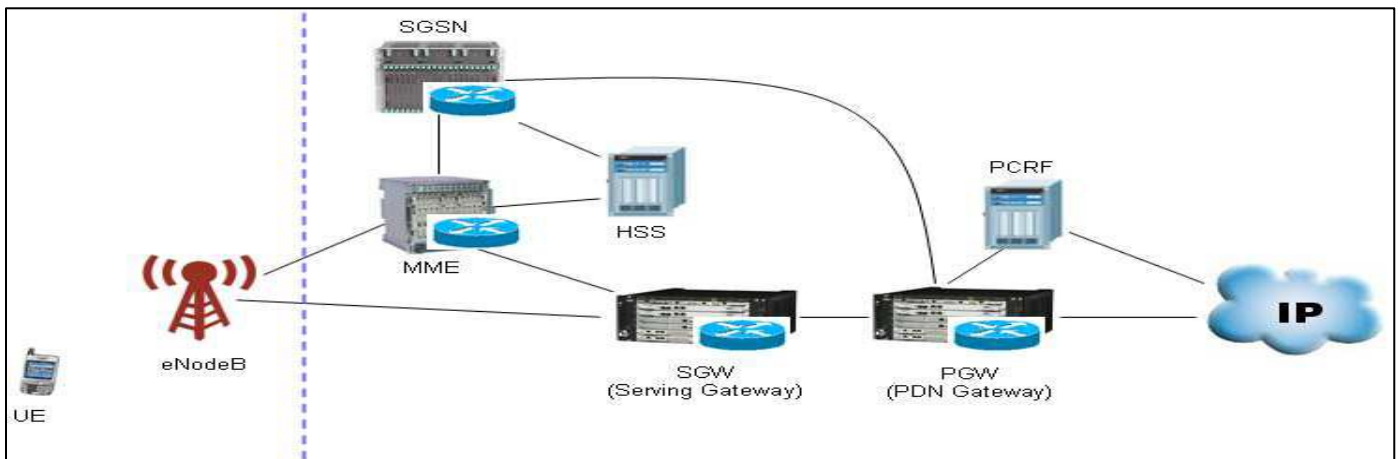 SGSN
PCRF
HSS
MME
IP
eNodeB
SGW
(Serving Gateway)
PGW
(PDN Gateway)
UE